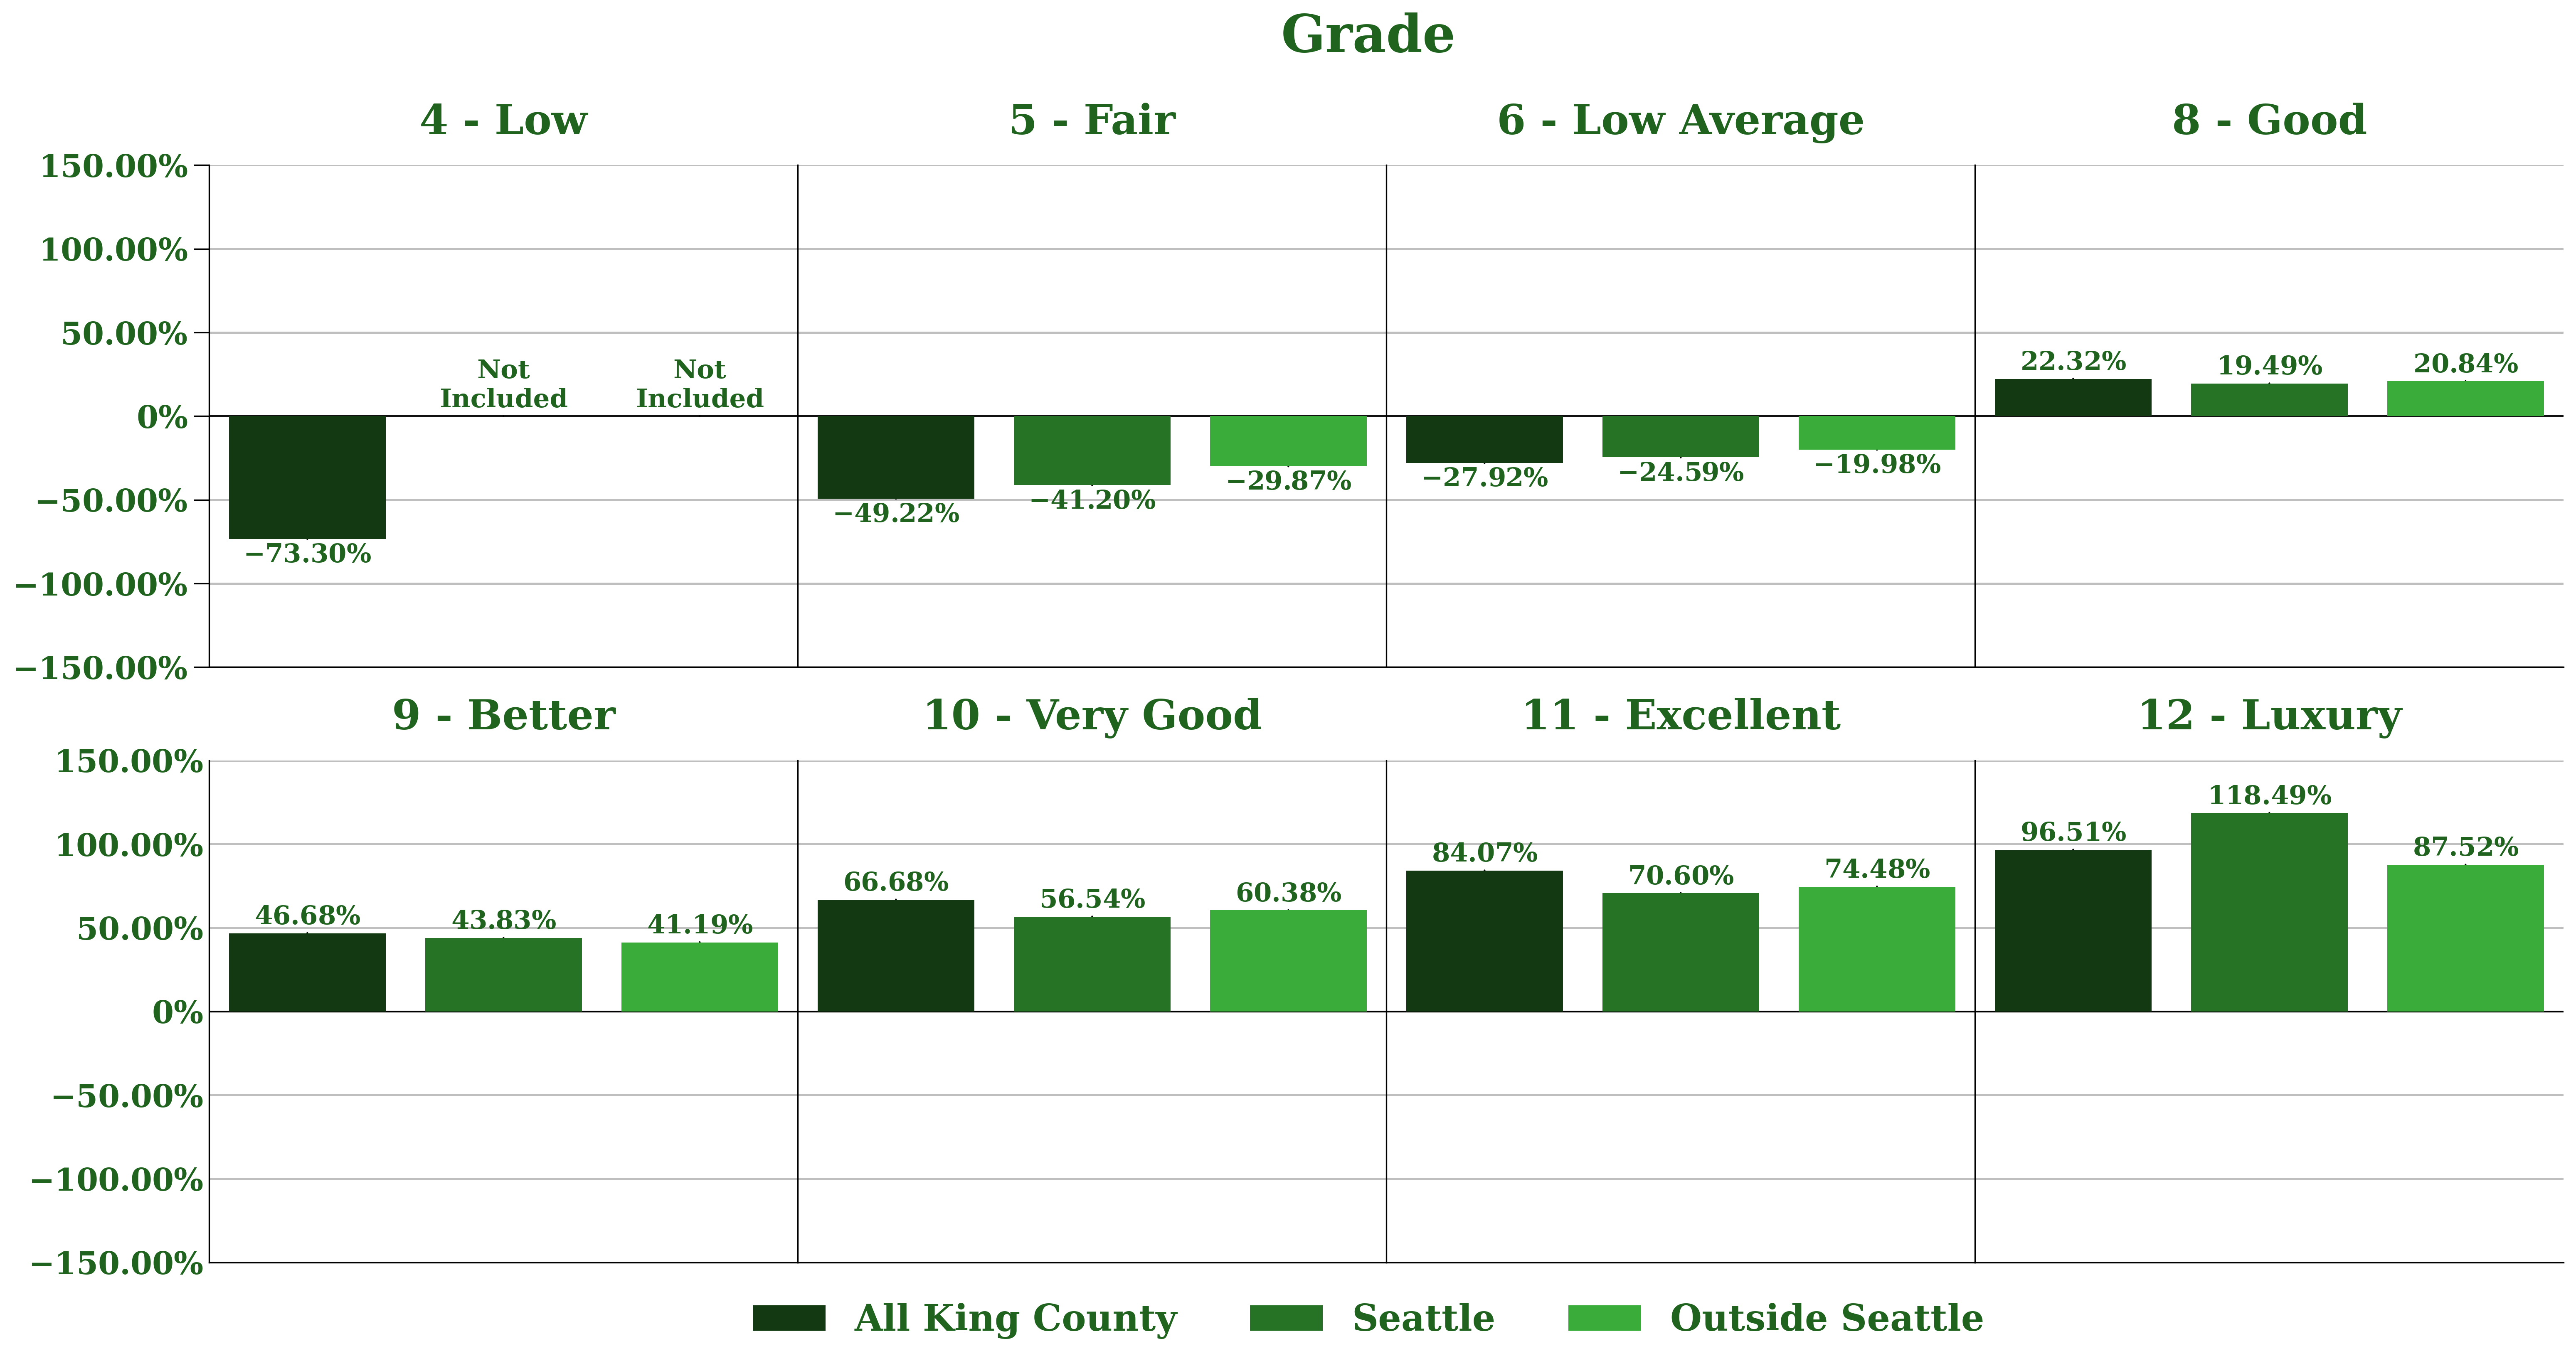 Grade
4 - Low
5 - Fair
6 - Low Average
8 - Good
150.00%
100.00%
50.00%
0%
−50.00%
−100.00%
−150.00%
−73.30%
Not
Included
Not
Included
−49.22%
−41.20%
−29.87%
−27.92%
−24.59%
−19.98%
22.32%
19.49%
20.84%
9 - Better
10 - Very Good
11 - Excellent
12 - Luxury
150.00%
100.00%
50.00%
0%
−50.00%
−100.00%
−150.00%
46.68%
43.83%
41.19%
66.68%
56.54%
60.38%
84.07%
70.60%
74.48%
96.51%
118.49%
87.52%
All King County
Seattle
Outside Seattle